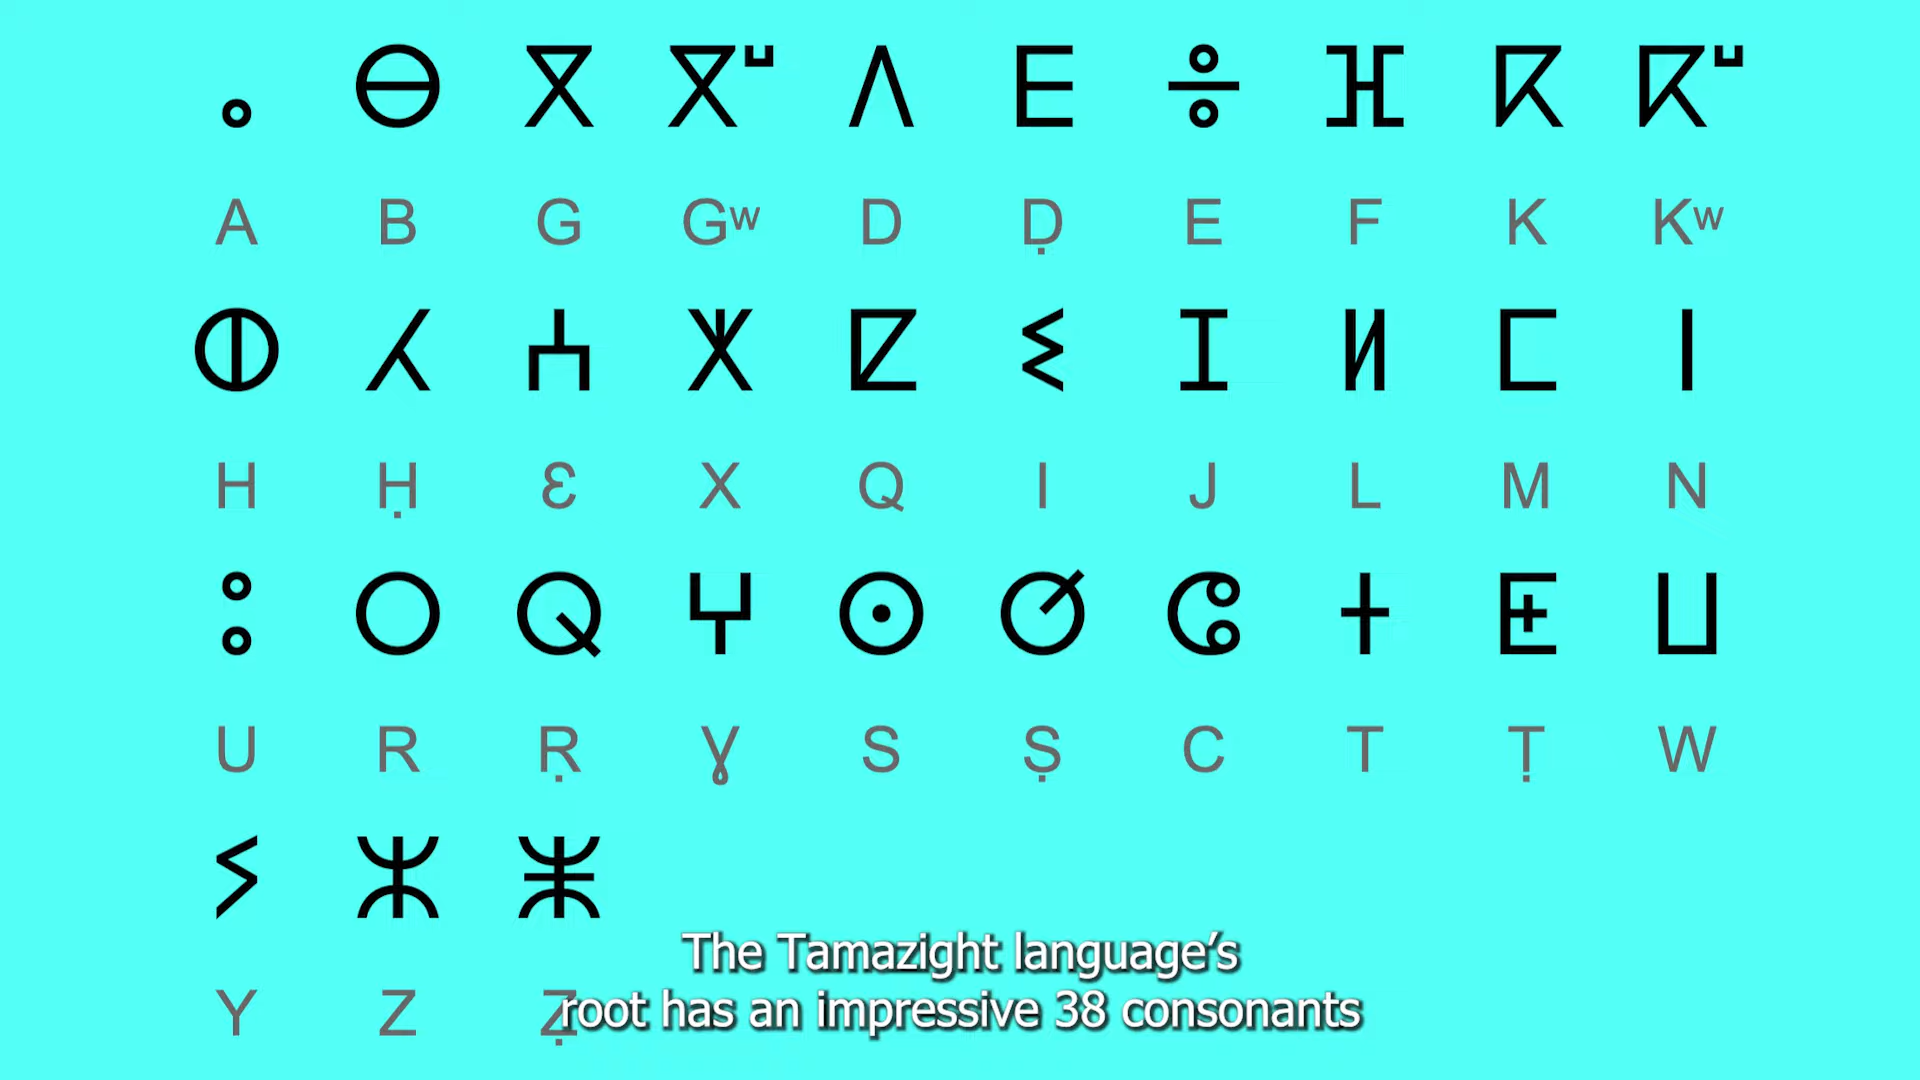 ⴰ ⴱ ⴳ ⴳⵯ ⴷ ⴹ ⴻ ⴼ ⴽ ⴽⵯ
A B G Gʷ D Ḍ E F K Kʷ
ⵀ ⵃ ⵄ ⵅ ⵇ ⵉ ⵊ ⵍ ⵎ ⵏ
H Ḥ Ɛ X Q I J L M N
ⵓ ⵔ ⵕ ⵖ ⵙ ⵚ ⵛ ⵜ ⵟ ⵡ
U R Ṛ Ɣ S Ṣ C T Ṭ W
ⵢ ⵣ ⵥ
Y Z Ẓ
The Tamazight language’s
root has an impressive 38 consonants